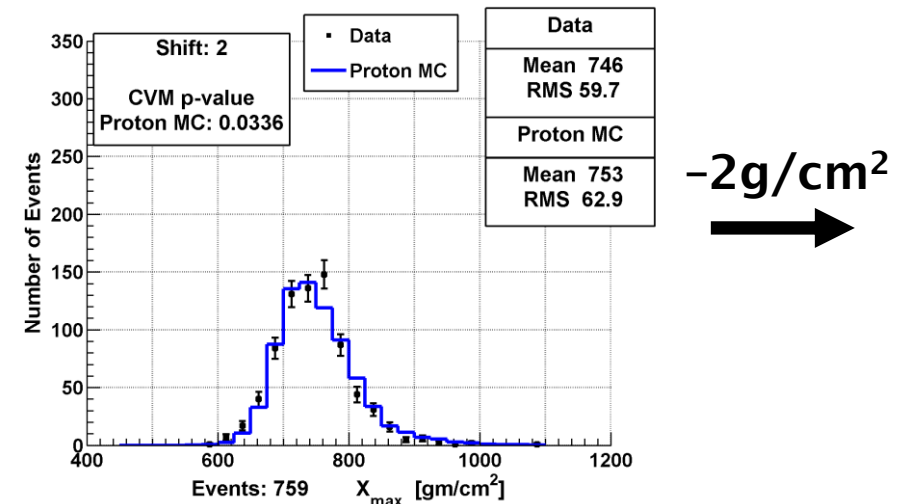 Shift: 2
CVM p-value
Proton MC: 0.0336
Data
Proton MC
Data
Mean 746
RMS 59.7
Proton MC
Mean 753
RMS 62.9
−2g/cm²
Number of Events
350
300
250
200
150
100
50
0
400
600
800
1000
1200
Events: 759
X_max [gm/cm²]